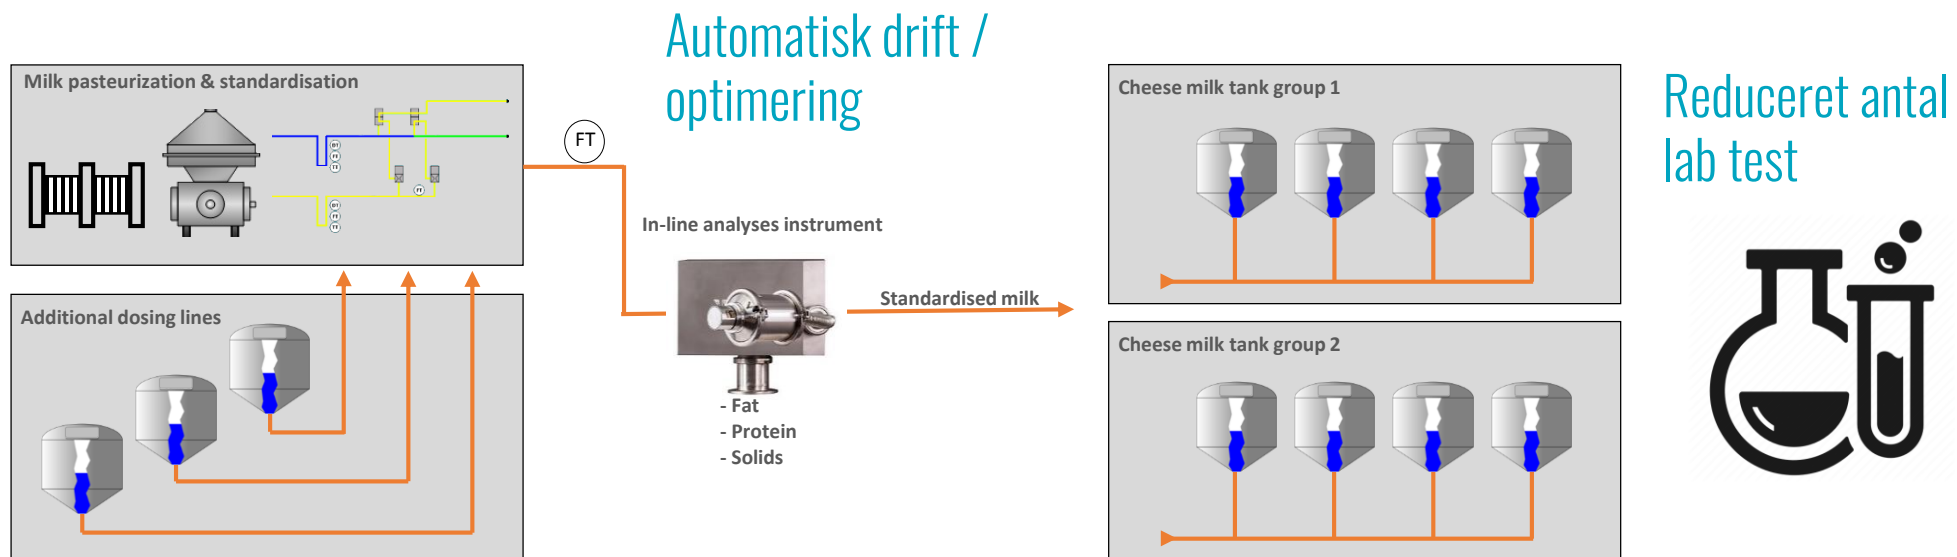 Automatisk drift /
optimering
Milk pasteurization & standardisation
FT
FT
Additional dosing lines
In-line analyses instrument
- Fat
- Protein
- Solids
Standardised milk
Cheese milk tank group 1
Cheese milk tank group 2
Reduceret antal
lab test